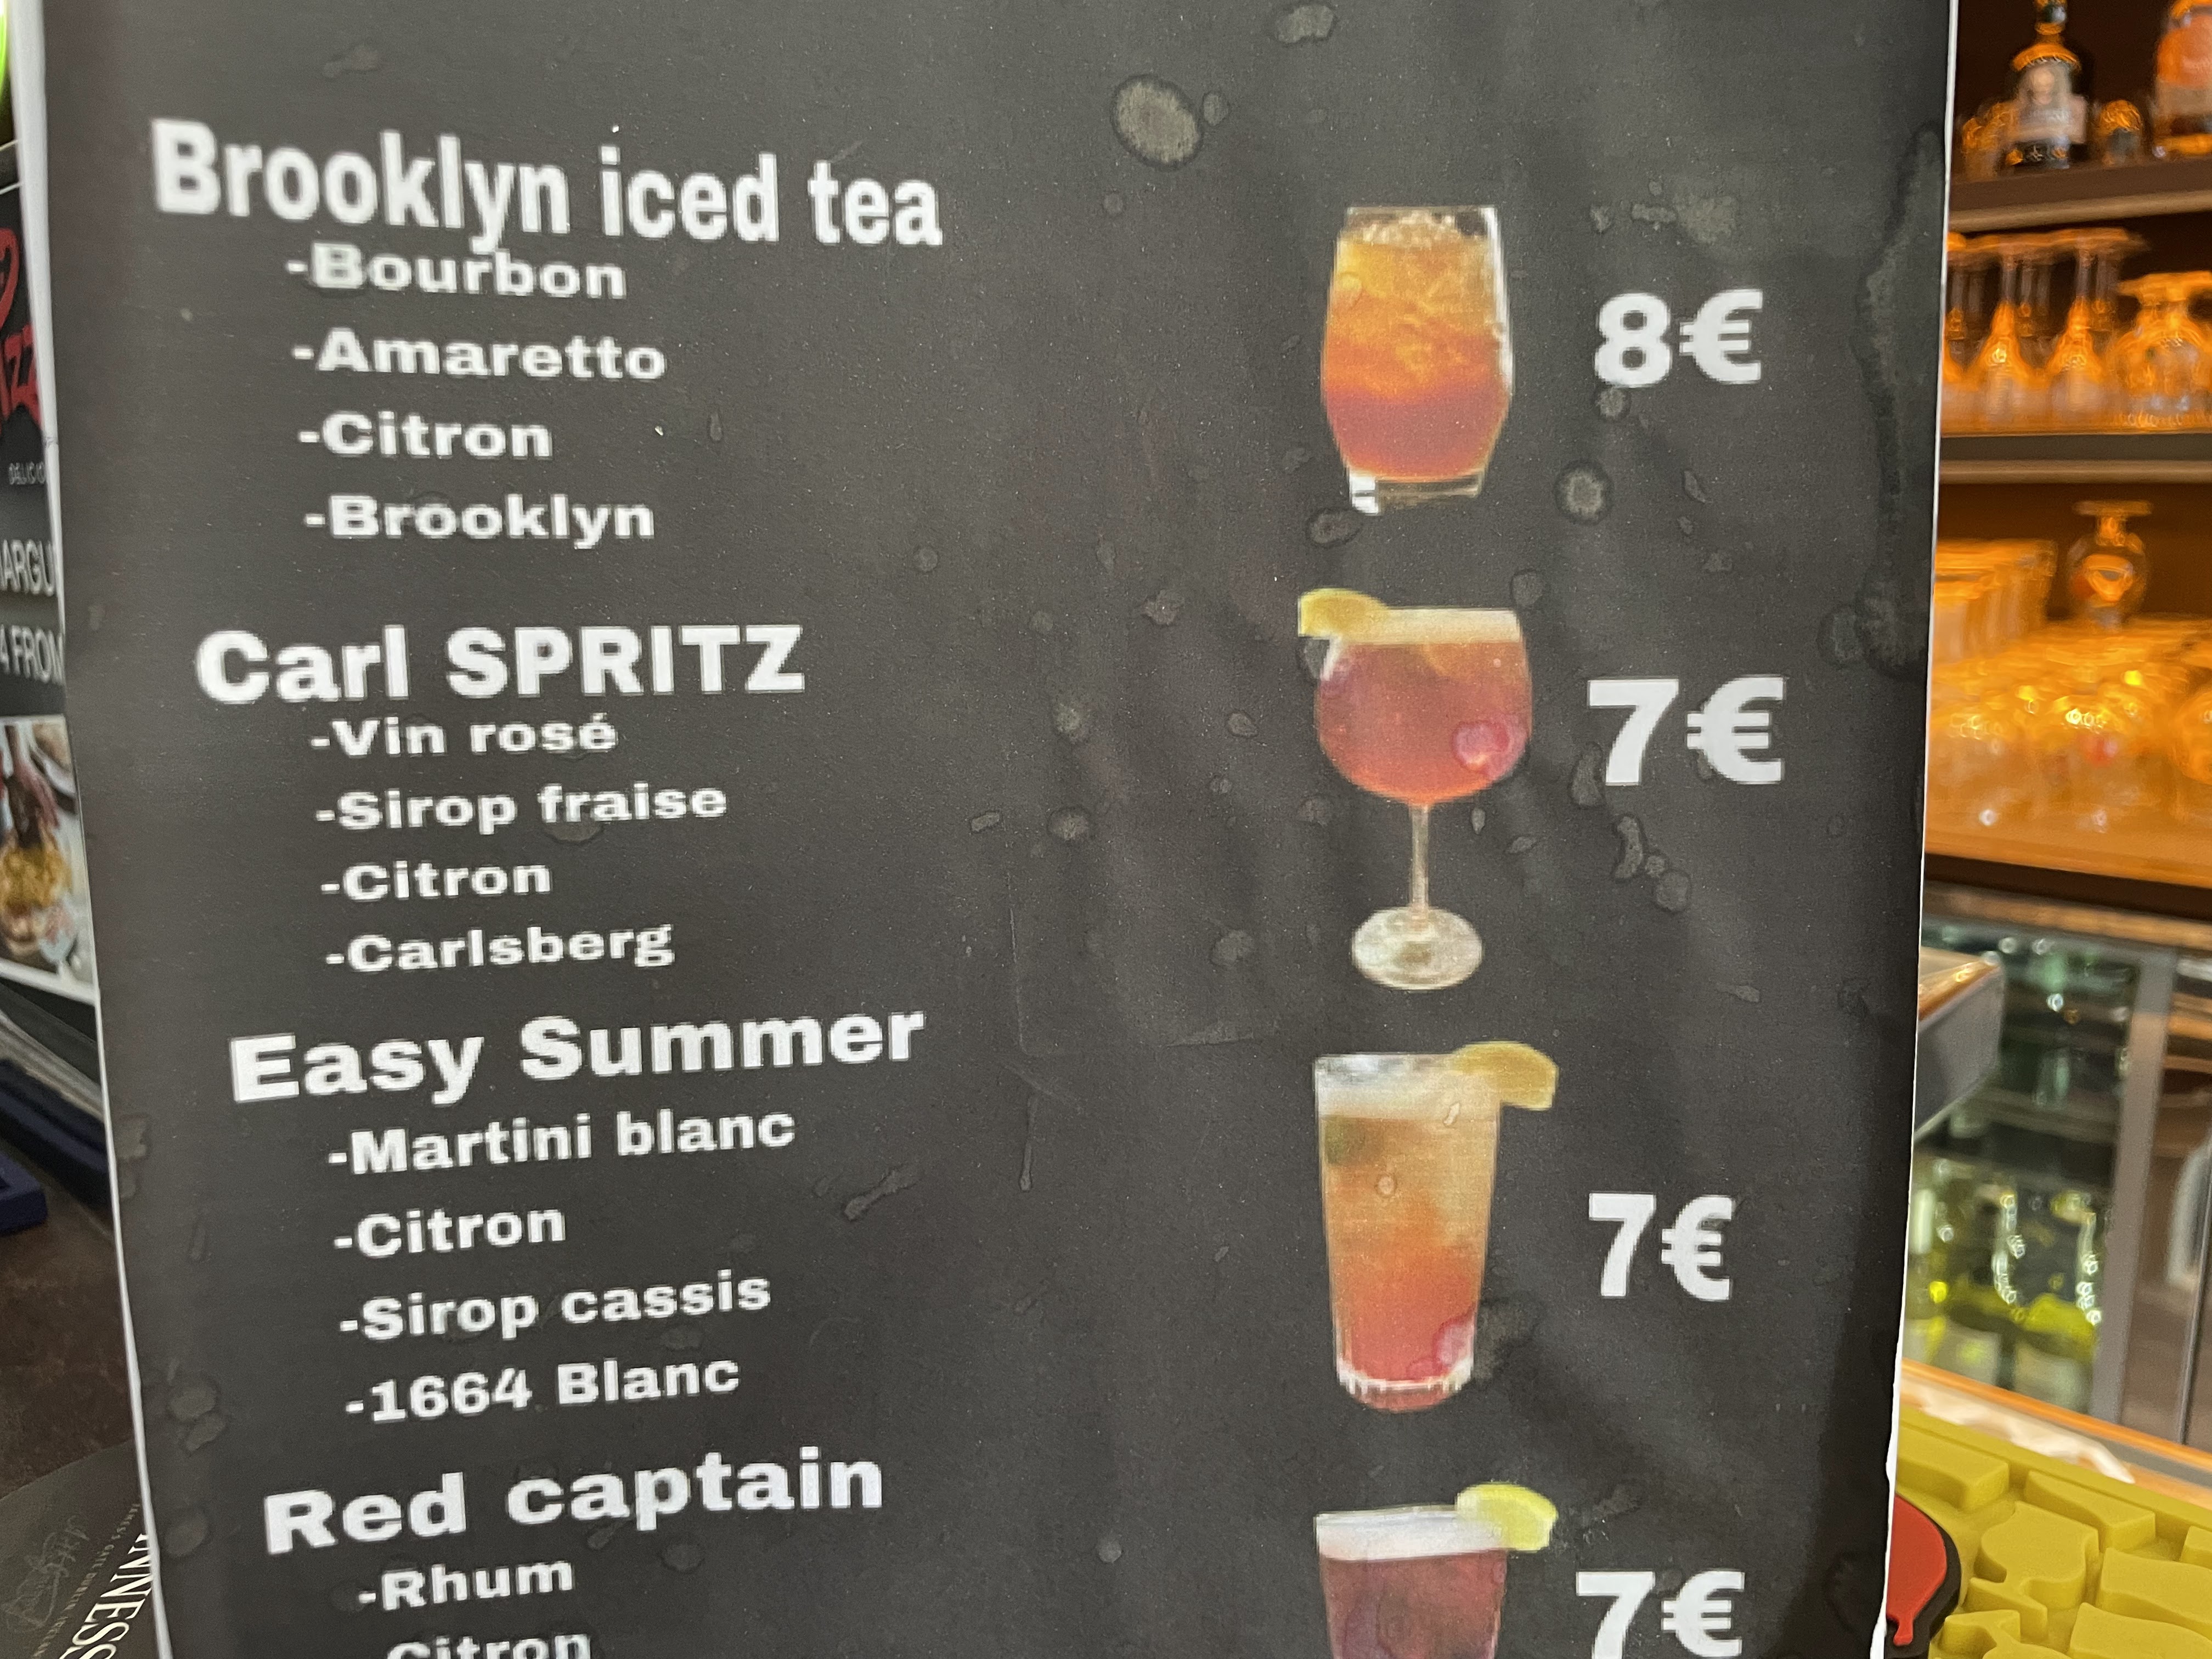 Brooklyn iced tea
-Bourbon
-Amaretto
-Citron
-Brooklyn
8€
Carl SPRITZ
-Vin rosé
-Sirop fraise
-Citron
-Carlsberg
7€
Easy Summer
-Martini blanc
-Citron
-Sirop cassis
-1664 Blanc
7€
Red captain
-Rhum
Citron
7€